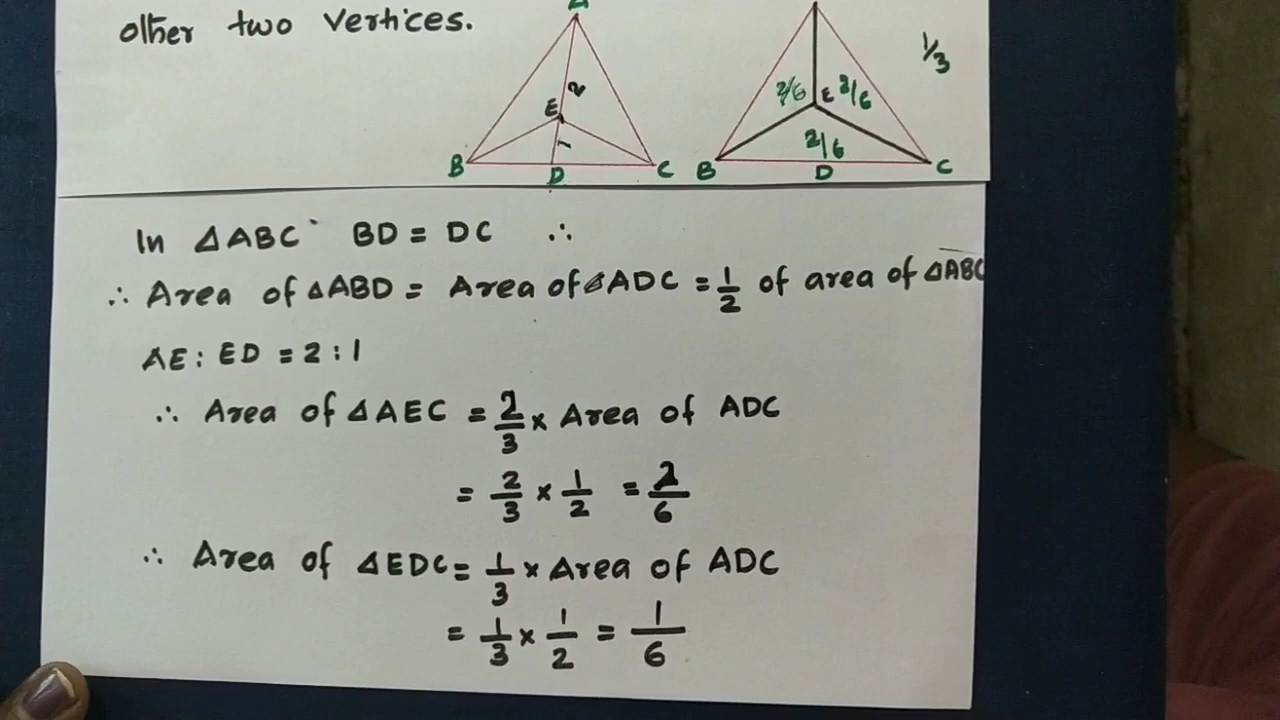 other two vertices.
A
E
2
1
B
D
C
2/6
E
2/6
2/6
B
D
C
1/3
In ΔABC BD = DC ∴
∴ Area of ΔABD = Area of ΔADC = 1/2 of area of ΔABC
AE : ED = 2 : 1
∴ Area of ΔAEC = 2/3 × Area of ADC
= 2/3 × 1/2 = 2/6
∴ Area of ΔEDC = 1/3 × Area of ADC
= 1/3 × 1/2 = 1/6